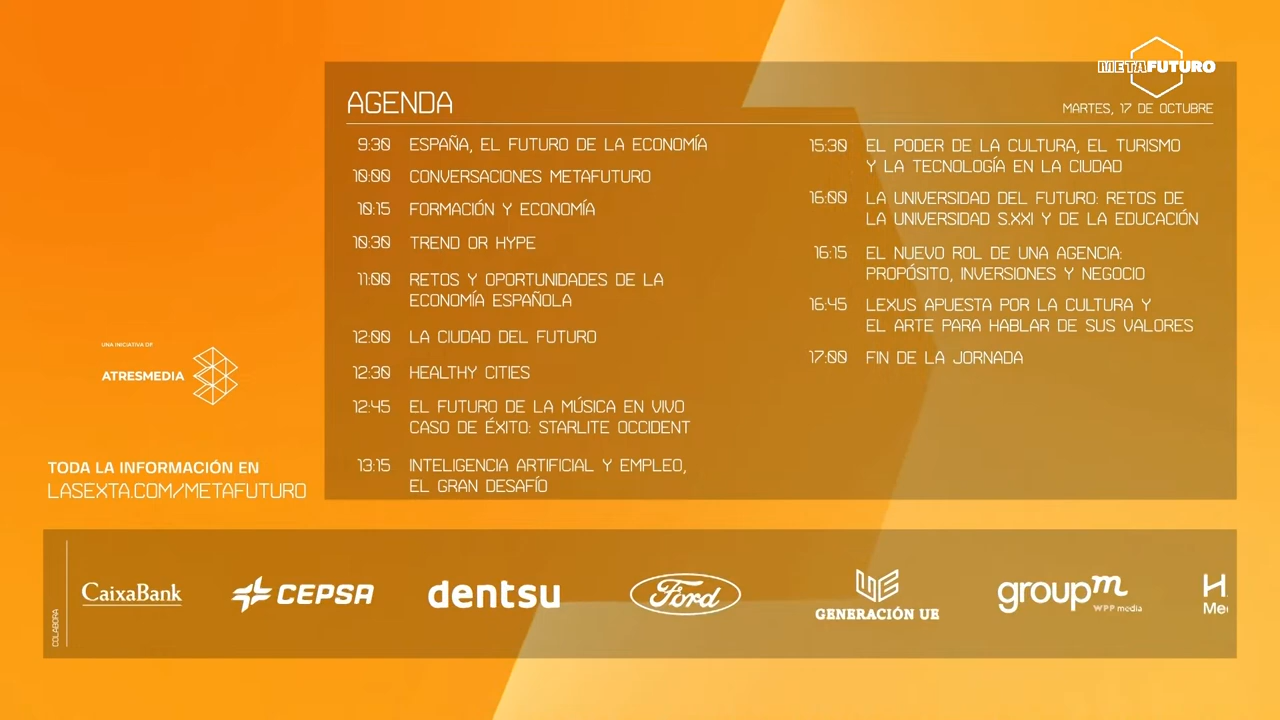 METAFUTURO
AGENDA
MARTES, 17 DE OCTUBRE
9:30 ESPAÑA, EL FUTURO DE LA ECONOMÍA
10:00 CONVERSACIONES METAFUTURO
10:15 FORMACIÓN Y ECONOMÍA
10:30 TREND OR HYPE
11:00 RETOS Y OPORTUNIDADES DE LA
ECONOMÍA ESPAÑOLA
12:00 LA CIUDAD DEL FUTURO
12:30 HEALTHY CITIES
12:45 EL FUTURO DE LA MÚSICA EN VIVO
CASO DE ÉXITO: STARLITE OCCIDENT
13:15 INTELIGENCIA ARTIFICIAL Y EMPLEO,
EL GRAN DESAFÍO
15:30 EL PODER DE LA CULTURA, EL TURISMO
Y LA TECNOLOGÍA EN LA CIUDAD
16:00 LA UNIVERSIDAD DEL FUTURO: RETOS DE
LA UNIVERSIDAD S.XXI Y DE LA EDUCACIÓN
16:15 EL NUEVO ROL DE UNA AGENCIA:
PROPÓSITO, INVERSIONES Y NEGOCIO
16:45 LEXUS APUESTA POR LA CULTURA Y
EL ARTE PARA HABLAR DE SUS VALORES
17:00 FIN DE LA JORNADA
UNA INICIATIVA DE
ATRESMEDIA
TODA LA INFORMACIÓN EN
LASEXTA.COM/METAFUTURO
COLABORA
CaixaBank
CEPSA
dentsu
Ford
GENERACIÓN UE
groupm
WPP media